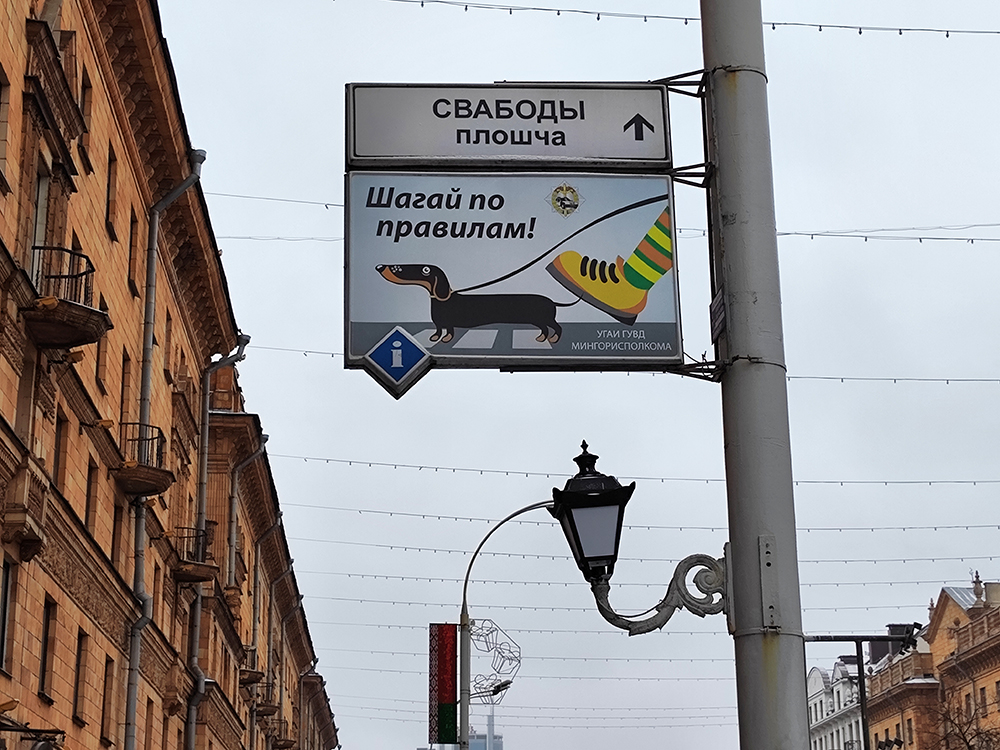 СВАБОДЫ
плошча
Шагай по
правилам!
УГАИ ГУВД
МИНГОРИСПОЛКОМА
i